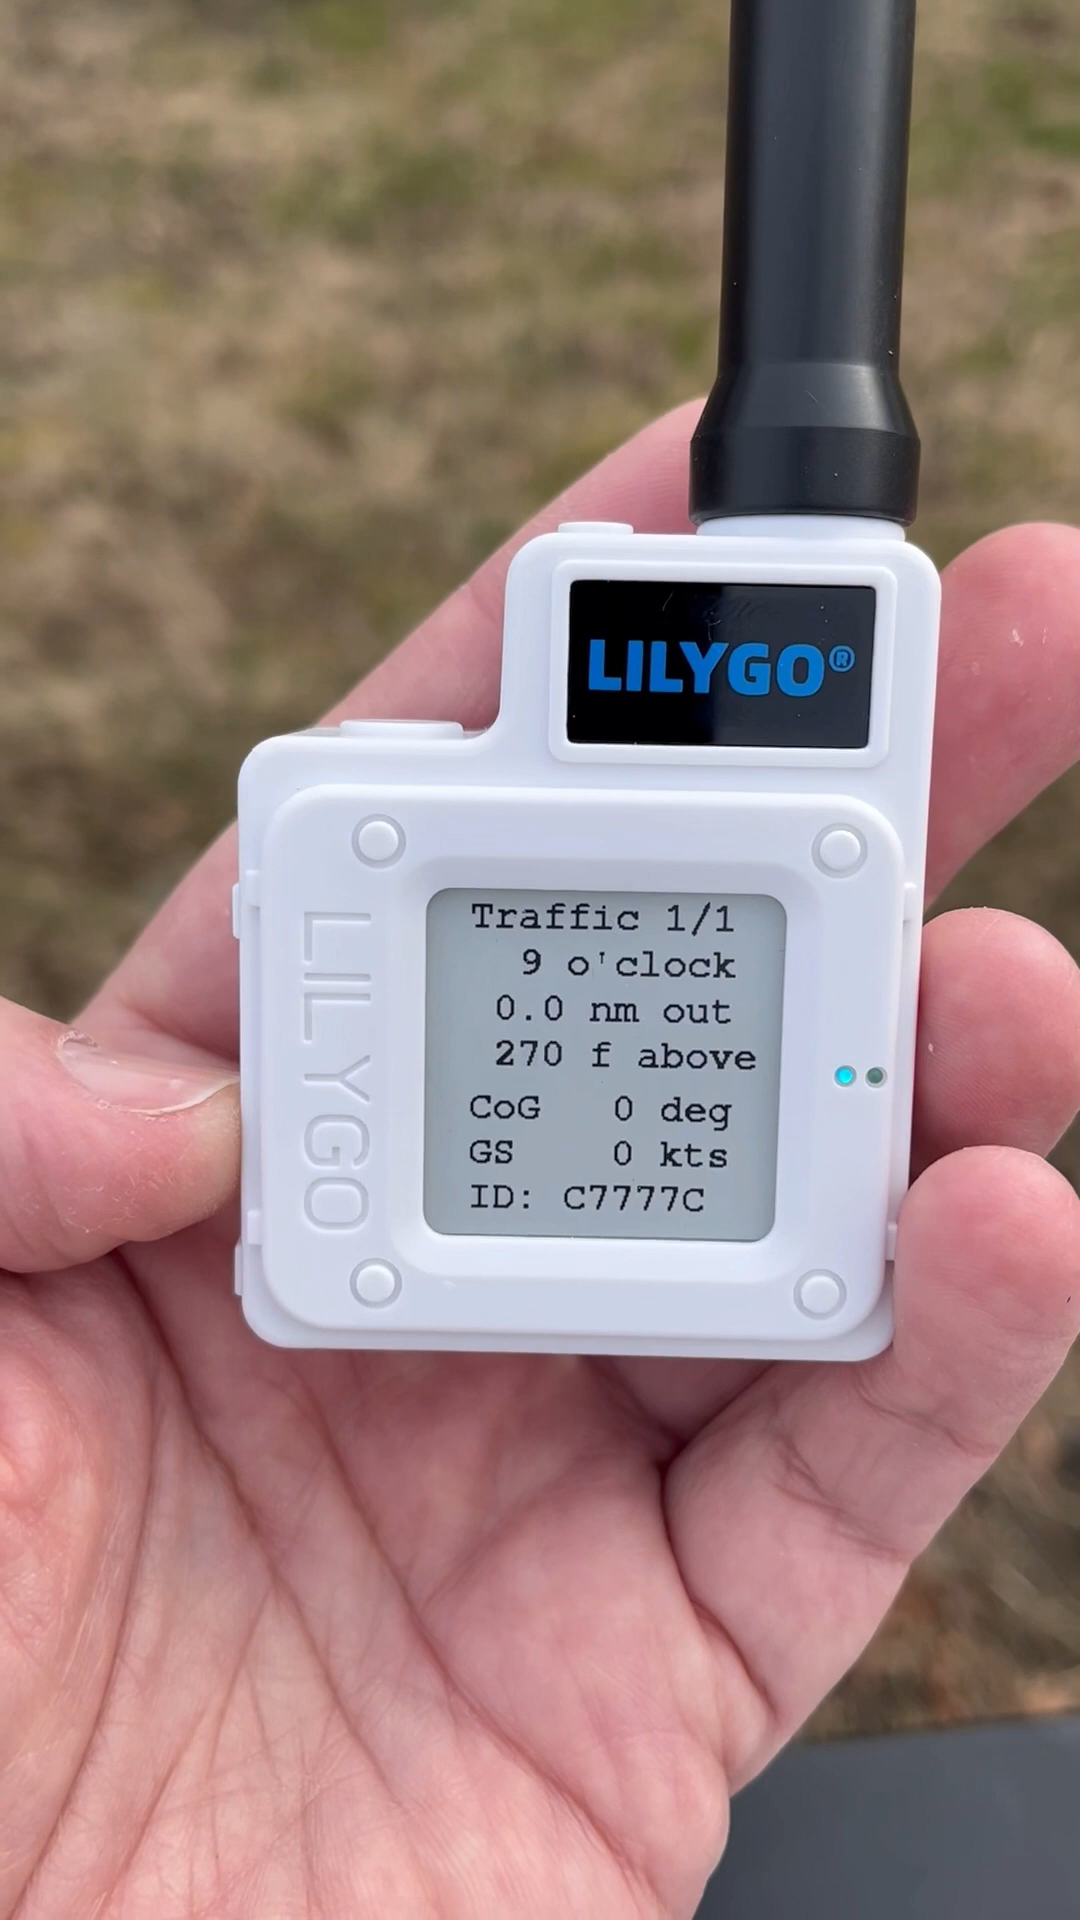 LILYGO®
LILYGO
Traffic 1/1
9 o'clock
0.0 nm out
270 f above
CoG 0 deg
GS 0 kts
ID: C7777C